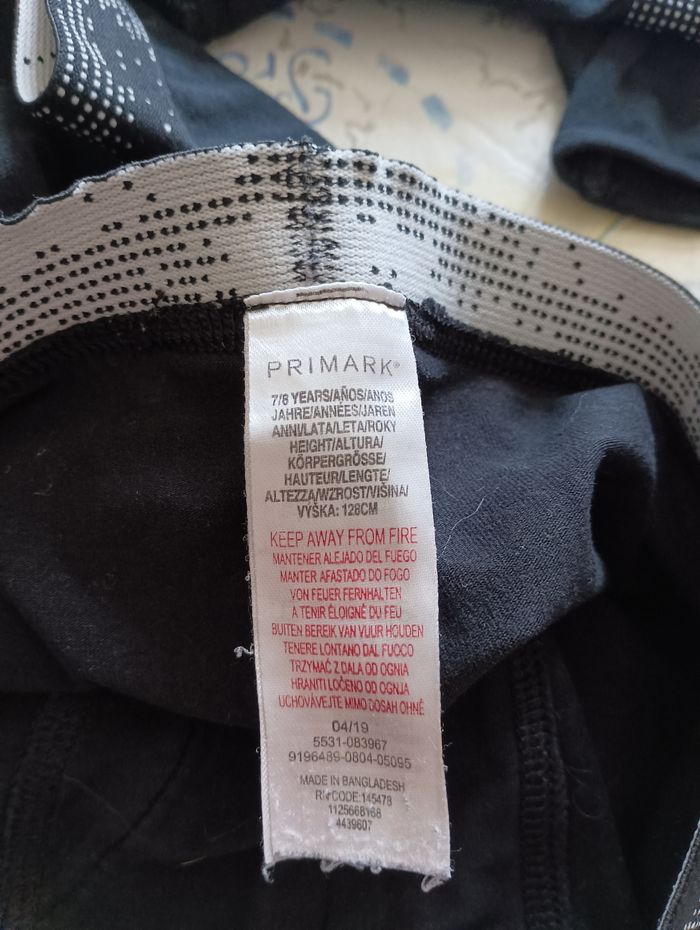 PRIMARK®
7/8 YEARS/AÑOS/ANOS
JAHRE/ANNÉES/JAREN
ANNI/LATA/LETA/ROKY
HEIGHT/ALTURA/
KÖRPERGRÖSSE/
HAUTEUR/LENGTE/
ALTEZZA/WZROST/VIŠINA/
VÝŠKA: 128CM
KEEP AWAY FROM FIRE
MANTENER ALEJADO DEL FUEGO
MANTER AFASTADO DO FOGO
VON FEUER FERNHALTEN
A TENIR ÉLOIGNÉ DU FEU
BUITEN BEREIK VAN VUUR HOUDEN
TENERE LONTANO DAL FUOCO
TRZYMAĆ Z DALA OD OGNIA
HRANITI LOČENO OD OGNJA
UCHOVÁVEJTE MIMO DOSAH OHNĚ
04/19
5531-083967
9196489-0804-05095
MADE IN BANGLADESH
RN CODE: 145478
1125668168
4439607